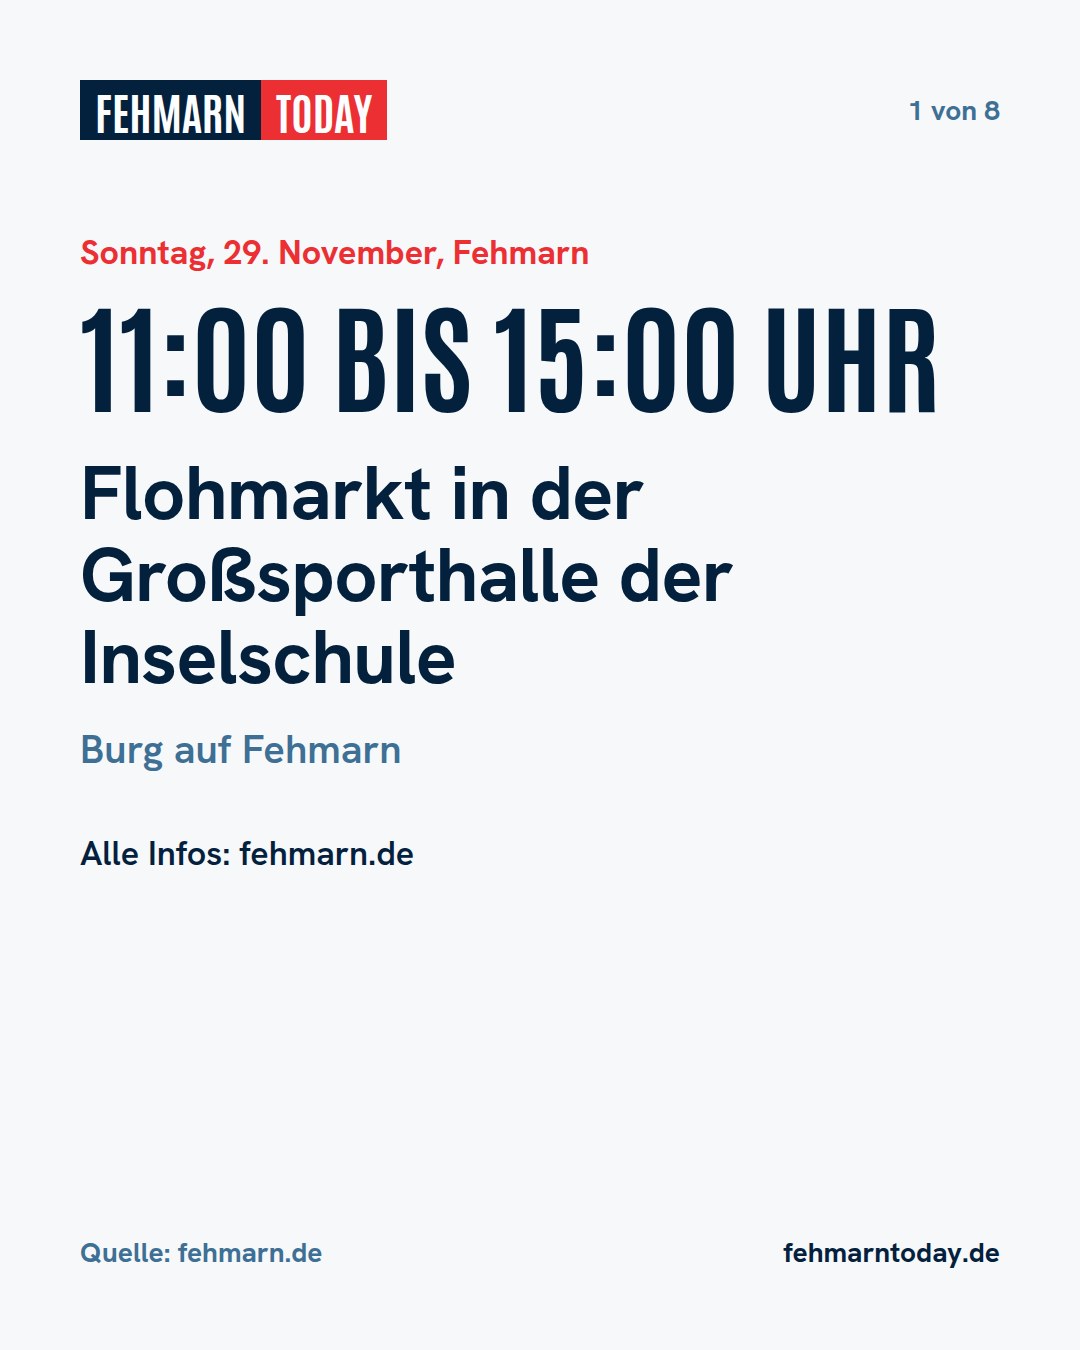 FEHMARN TODAY
1 von 8
Sonntag, 29. November, Fehmarn
11:00 BIS 15:00 UHR
Flohmarkt in der
Großsporthalle der
Inselschule
Burg auf Fehmarn
Alle Infos: fehmarn.de
Quelle: fehmarn.de
fehmarntoday.de